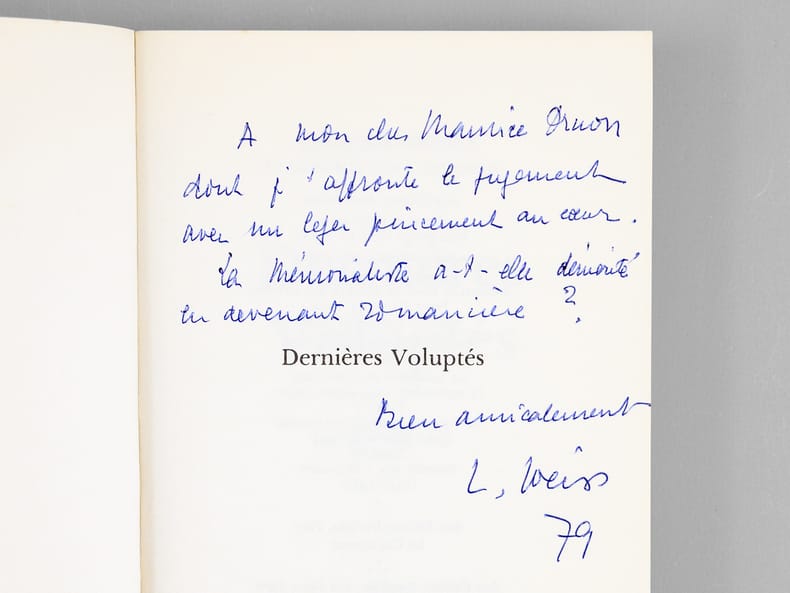 A mon cher Maurice Druon
dont j'affronte le jugement
avec un léger pincement au cœur.
La Mémorialiste a-t-elle démérité
en devenant romancière ?
Dernières Voluptés
Bien amicalement
L. Weiss
79